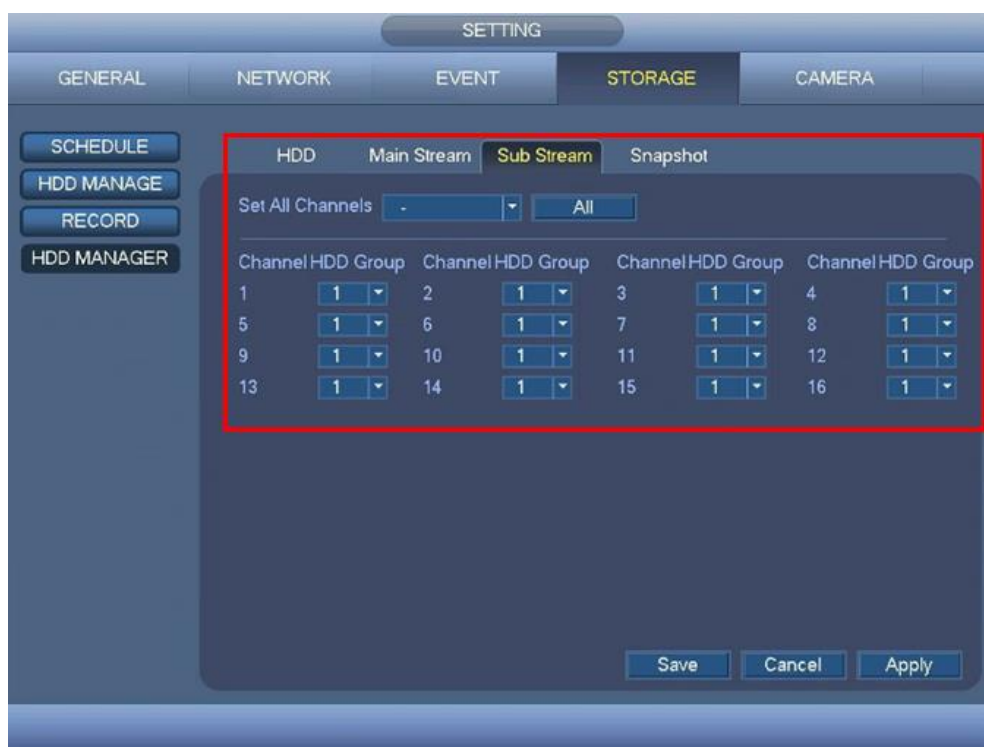 SETTING
GENERAL NETWORK EVENT STORAGE CAMERA
SCHEDULE
HDD MANAGE
RECORD
HDD MANAGER
HDD Main Stream Sub Stream Snapshot
Set All Channels - All
Channel HDD Group Channel HDD Group Channel HDD Group Channel HDD Group
1 1 2 1 3 1 4 1
5 1 6 1 7 1 8 1
9 1 10 1 11 1 12 1
13 1 14 1 15 1 16 1
Save Cancel Apply